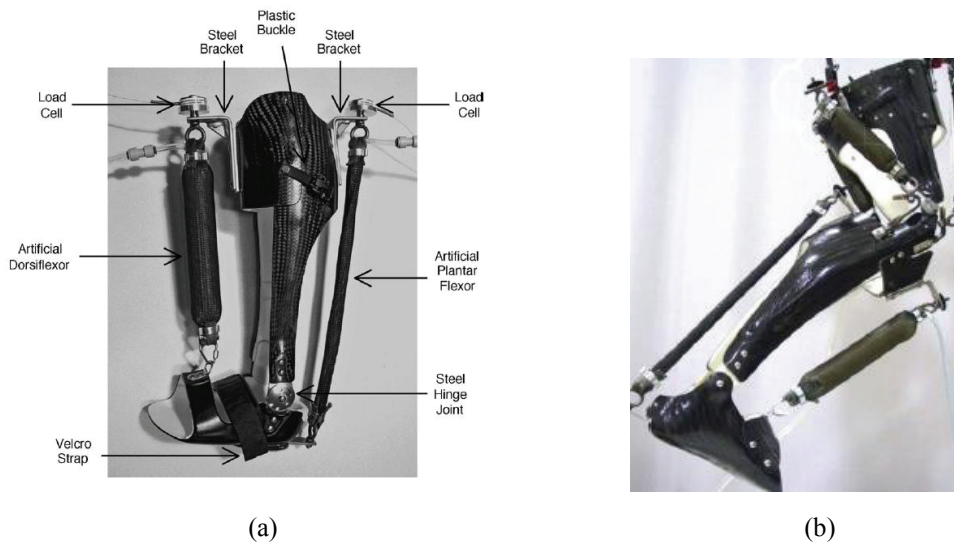 Plastic
Buckle
Steel
Bracket
Steel
Bracket
Load
Cell
Load
Cell
Artificial
Dorsiflexor
Artificial
Plantar
Flexor
Steel
Hinge
Joint
Velcro
Strap
(a)
(b)